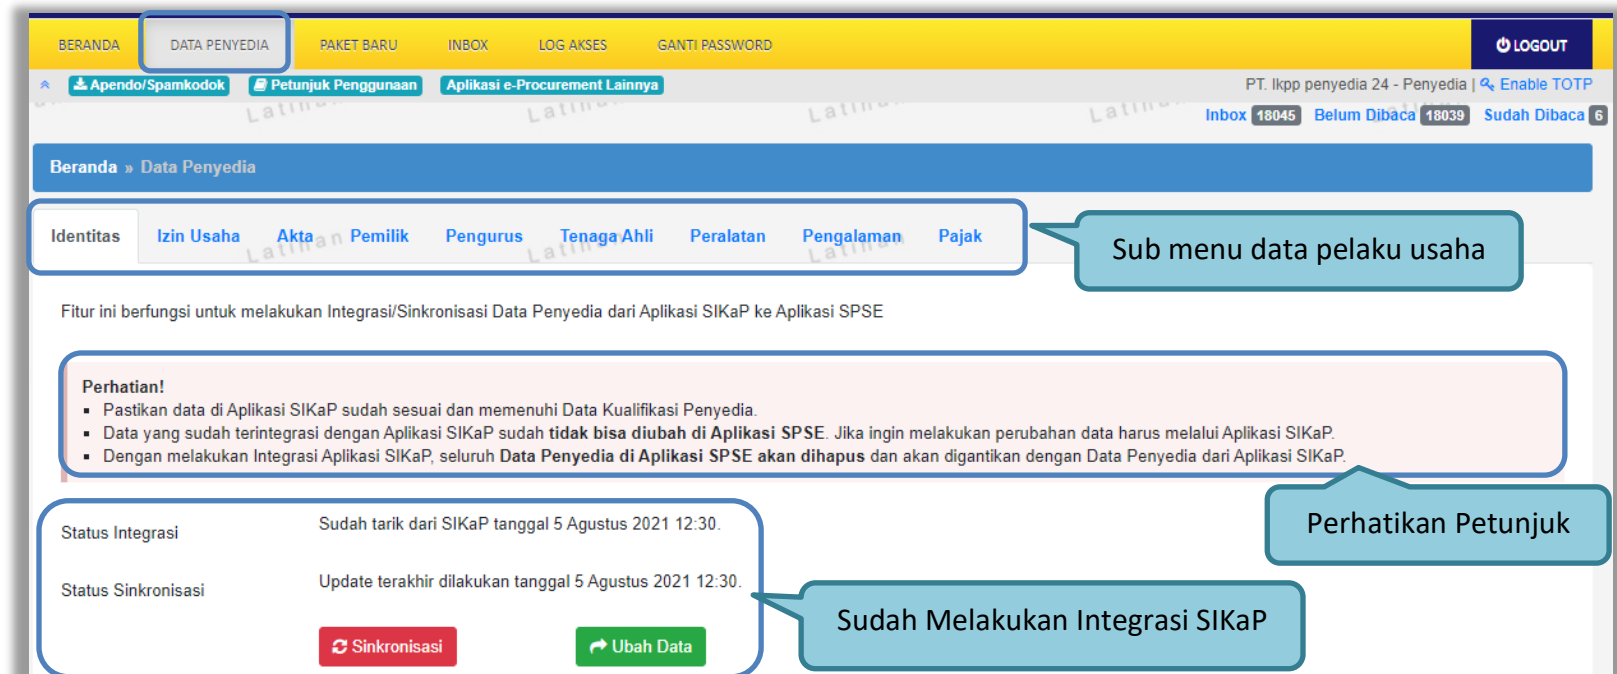 BERANDA DATA PENYEDIA PAKET BARU INBOX LOG AKSES GANTI PASSWORD LOGOUT
Apendo/Spamkodok Petunjuk Penggunaan Aplikasi e-Procurement Lainnya PT. lkpp penyedia 24 - Penyedia | Enable TOTP
Latihan Latihan Latihan Latihan
Inbox 18045 Belum Dibaca 18039 Sudah Dibaca 6
Beranda » Data Penyedia
Identitas Izin Usaha Akta Pemilik Pengurus Tenaga Ahli Peralatan Pengalaman Pajak
Latihan Latihan Latihan
Sub menu data pelaku usaha
Fitur ini berfungsi untuk melakukan Integrasi/Sinkronisasi Data Penyedia dari Aplikasi SIKaP ke Aplikasi SPSE
Perhatian!
▪ Pastikan data di Aplikasi SIKaP sudah sesuai dan memenuhi Data Kualifikasi Penyedia.
▪ Data yang sudah terintegrasi dengan Aplikasi SIKaP sudah tidak bisa diubah di Aplikasi SPSE. Jika ingin melakukan perubahan data harus melalui Aplikasi SIKaP.
▪ Dengan melakukan Integrasi Aplikasi SIKaP, seluruh Data Penyedia di Aplikasi SPSE akan dihapus dan akan digantikan dengan Data Penyedia dari Aplikasi SIKaP.
Perhatikan Petunjuk
Status Integrasi Sudah tarik dari SIKaP tanggal 5 Agustus 2021 12:30.
Status Sinkronisasi Update terakhir dilakukan tanggal 5 Agustus 2021 12:30.
Sudah Melakukan Integrasi SIKaP
Sinkronisasi Ubah Data